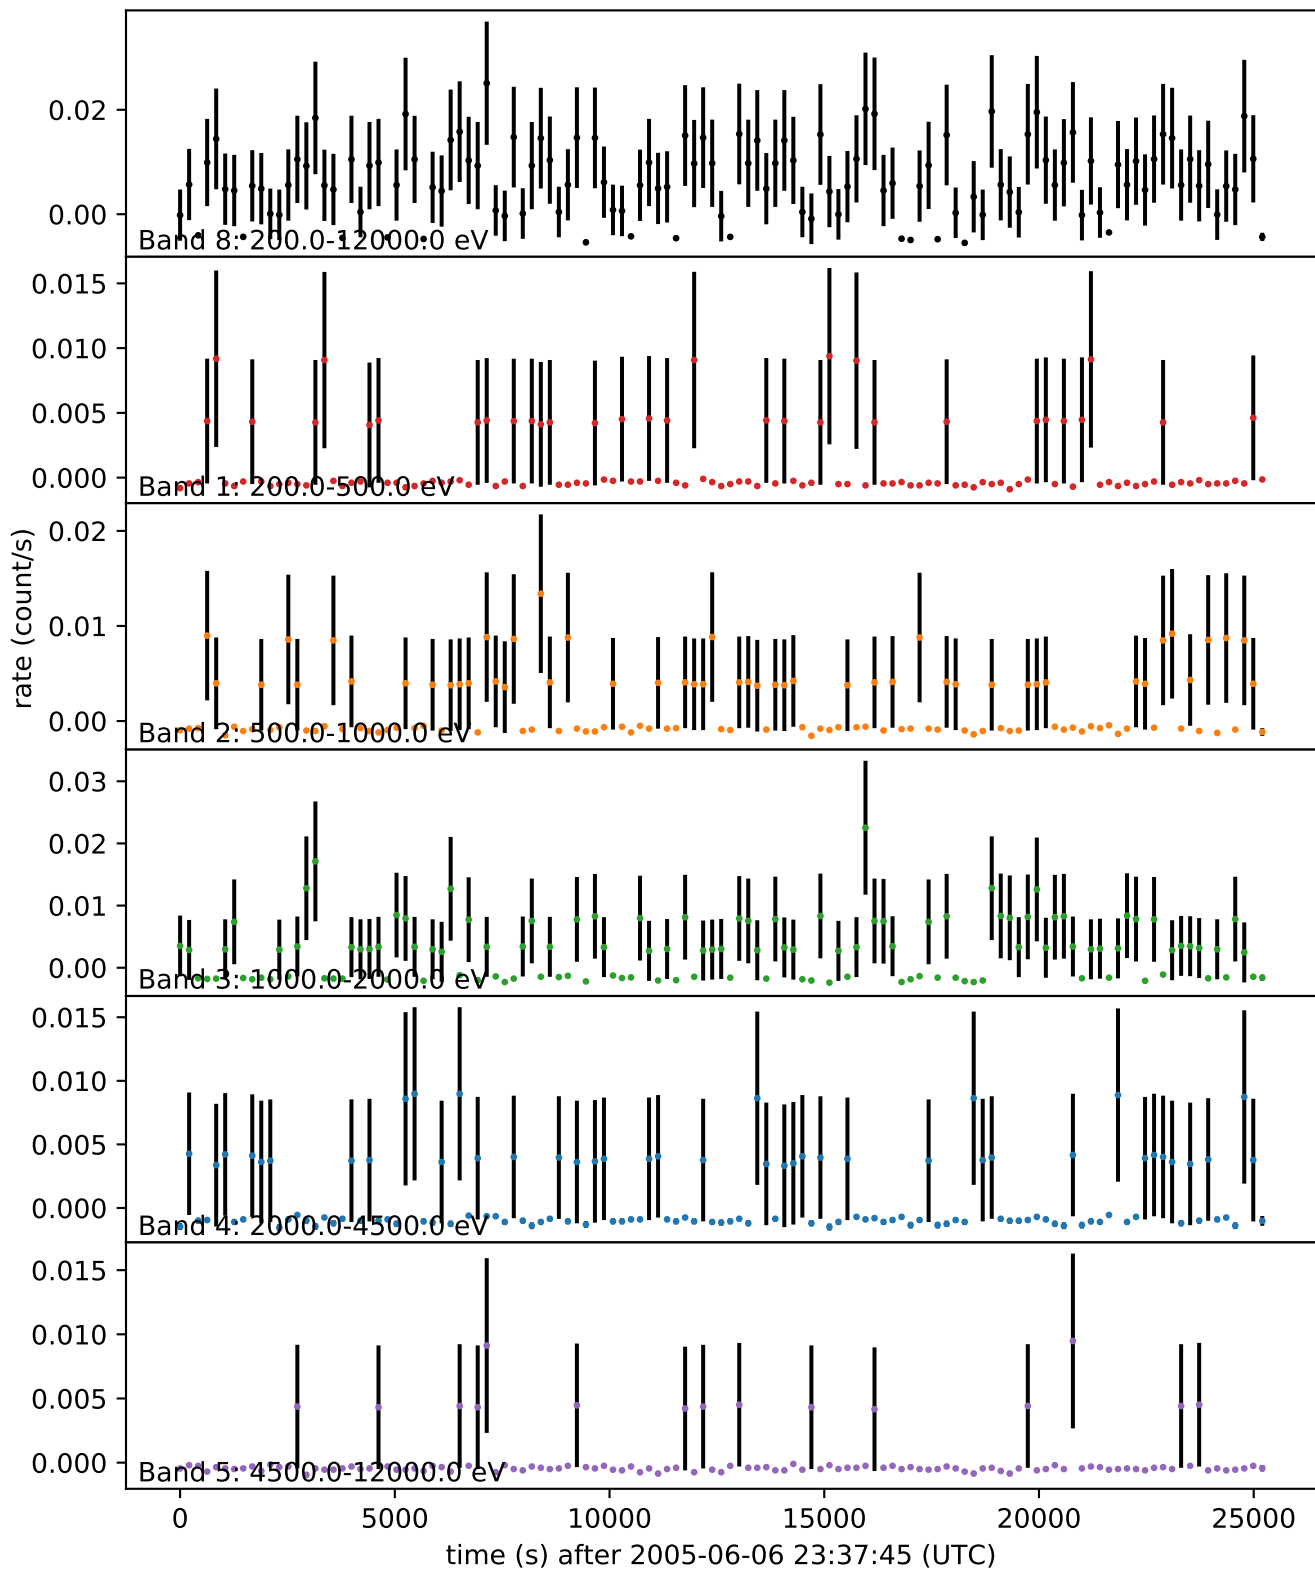 0.02
0.00
Band 8: 200.0-12000.0 eV
0.015
0.010
0.005
0.000
Band 1: 200.0-500.0 eV
rate (count/s)
0.02
0.01
0.00
Band 2: 500.0-1000.0 eV
0.03
0.02
0.01
0.00
Band 3: 1000.0-2000.0 eV
0.015
0.010
0.005
0.000
Band 4: 2000.0-4500.0 eV
0.015
0.010
0.005
0.000
Band 5: 4500.0-12000.0 eV
0 5000 10000 15000 20000 25000
time (s) after 2005-06-06 23:37:45 (UTC)